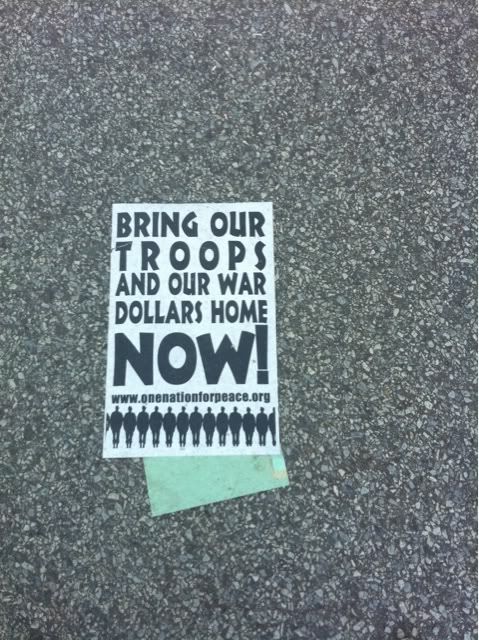 BRING OUR
TROOPS
AND OUR WAR
DOLLARS HOME
NOW!
www.onenationforpeace.org